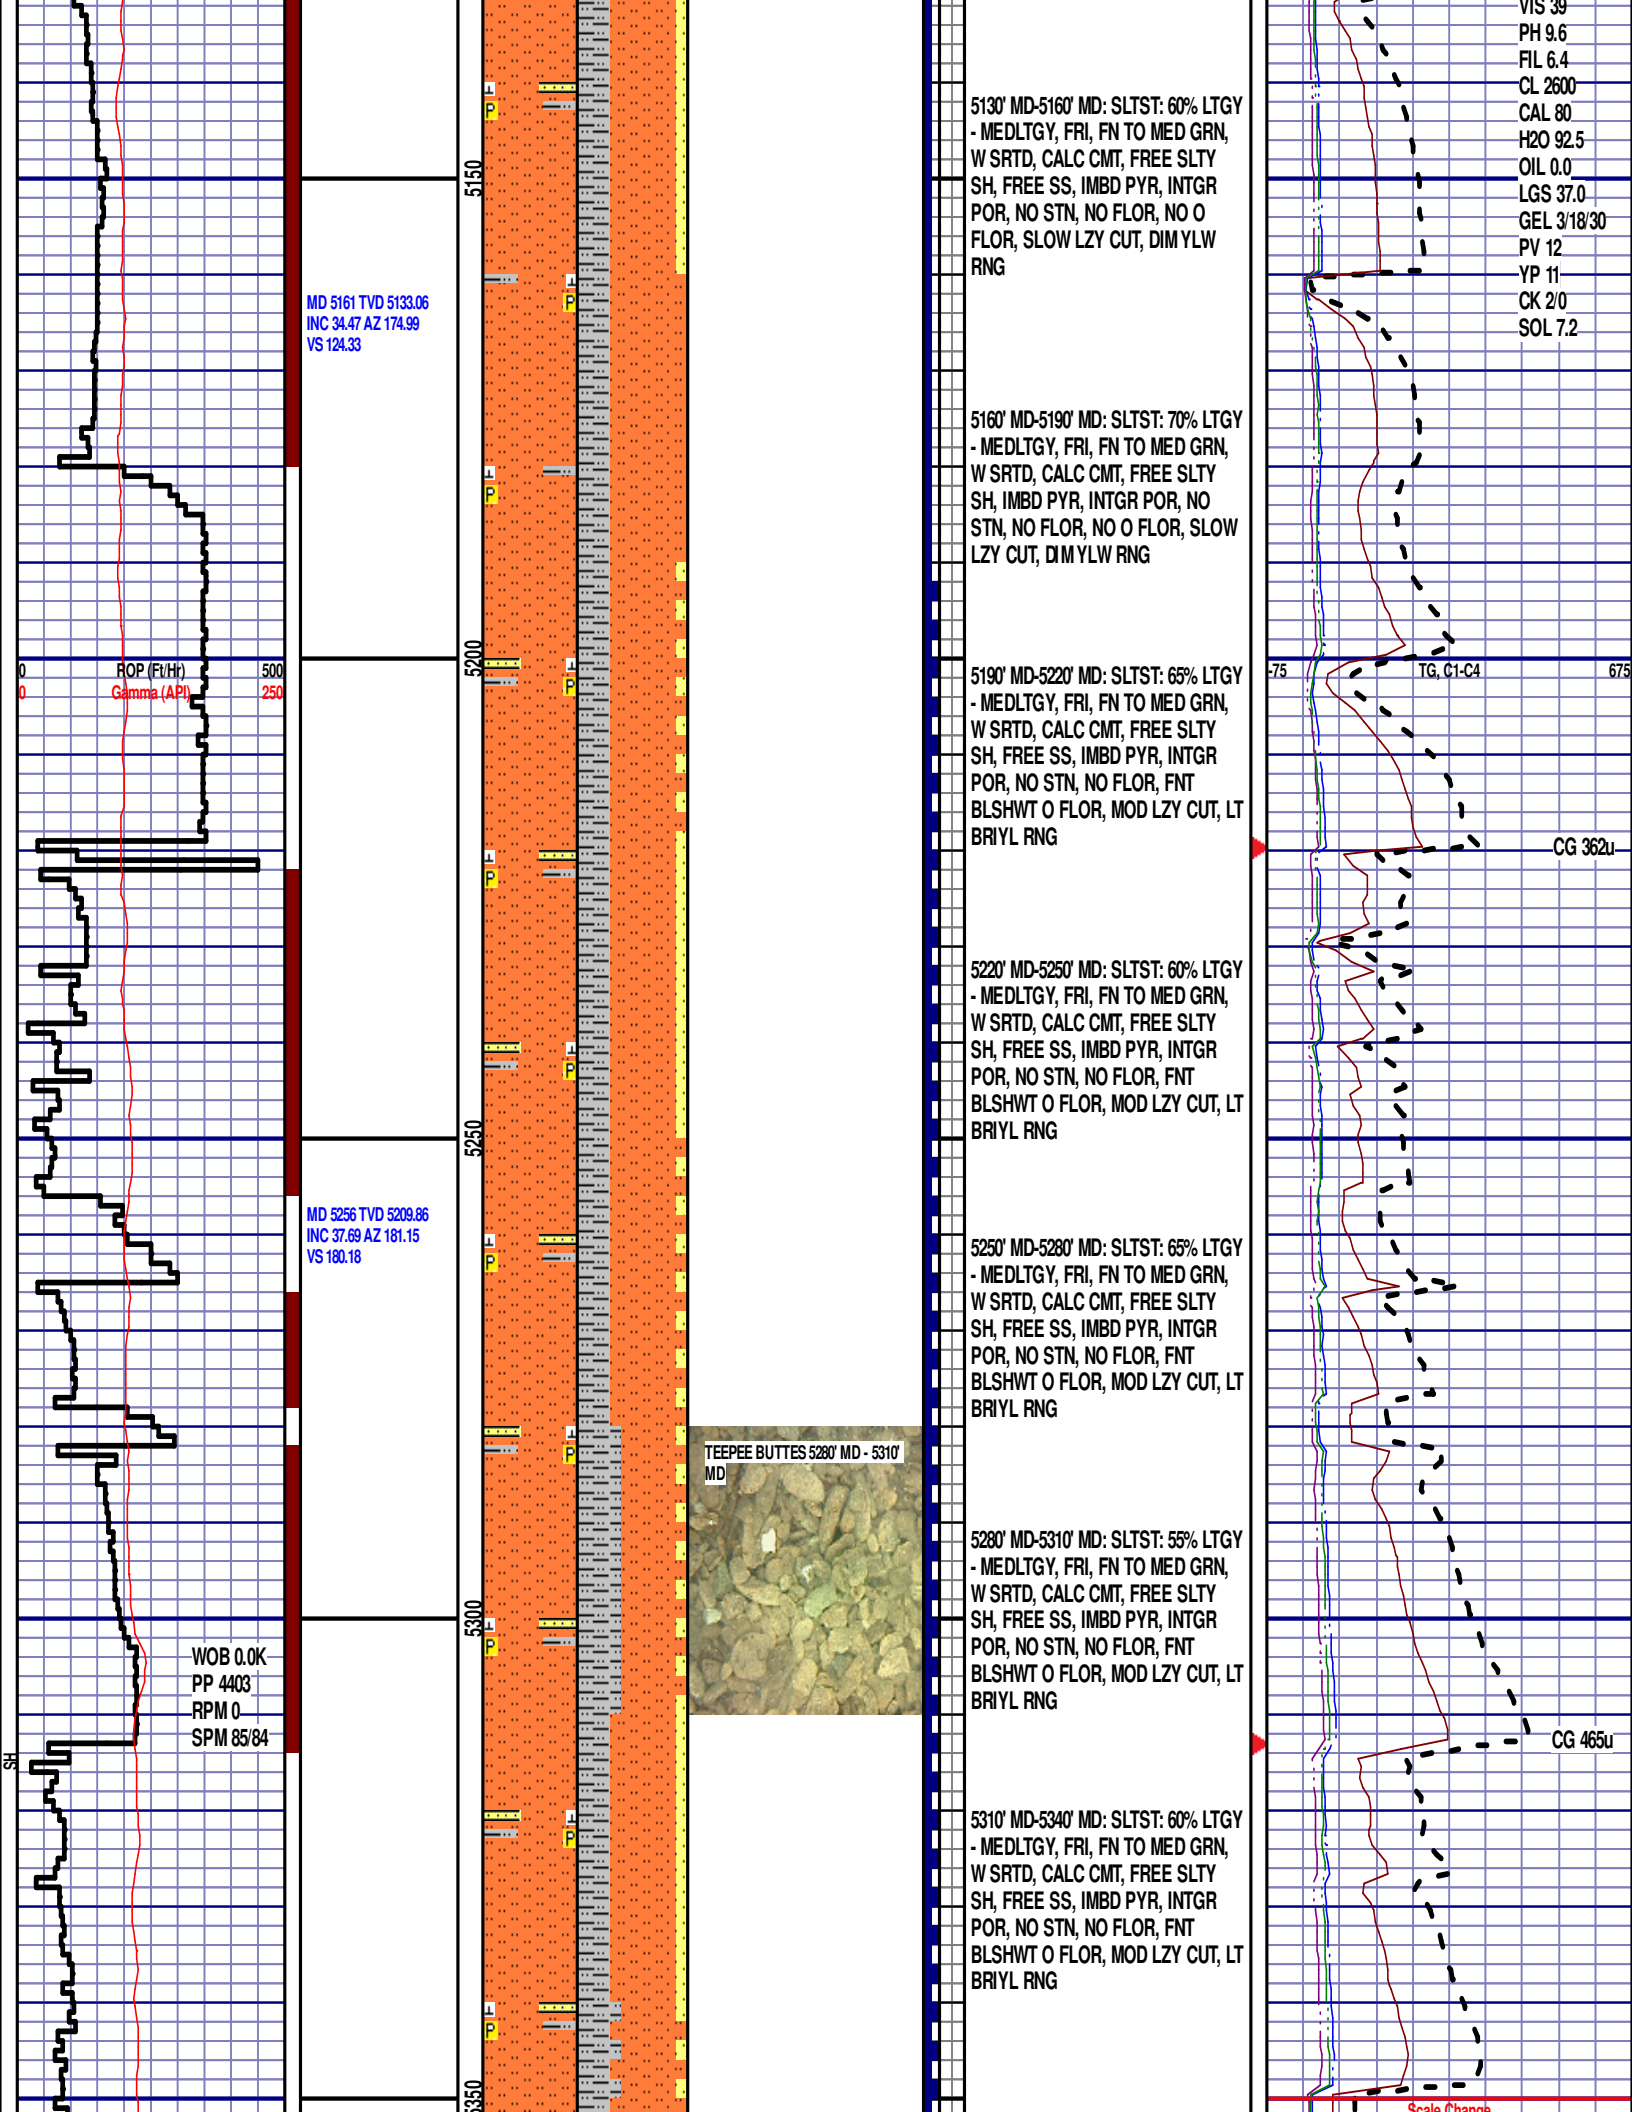 VIS 39
PH 9.6
FIL 6.4
CL 2600
CAL 80
H2O 92.5
OIL 0.0
LGS 37.0
GEL 3/18/30
PV 12
YP 11
CK 2/0
SOL 7.2
5130' MD-5160' MD: SLTST: 60% LTGY
- MEDLTGY, FRI, FN TO MED GRN,
W SRTD, CALC CMT, FREE SLTY
SH, FREE SS, IMBD PYR, INTGR
POR, NO STN, NO FLOR, NO O
FLOR, SLOW LZY CUT, DIM YLW
RNG
5150
MD 5161 TVD 5133.06
INC 34.47 AZ 174.99
VS 124.33
5160' MD-5190' MD: SLTST: 70% LTGY
- MEDLTGY, FRI, FN TO MED GRN,
W SRTD, CALC CMT, FREE SLTY
SH, IMBD PYR, INTGR POR, NO
STN, NO FLOR, NO O FLOR, SLOW
LZY CUT, DIM YLW RNG
0 ROP (Ft/Hr) 500
0 Gamma (API) 250
5200
-75 TG, C1-C4 675
5190' MD-5220' MD: SLTST: 65% LTGY
- MEDLTGY, FRI, FN TO MED GRN,
W SRTD, CALC CMT, FREE SLTY
SH, FREE SS, IMBD PYR, INTGR
POR, NO STN, NO FLOR, FNT
BLSHWT O FLOR, MOD LZY CUT, LT
BRIYL RNG
CG 362u
5220' MD-5250' MD: SLTST: 60% LTGY
- MEDLTGY, FRI, FN TO MED GRN,
W SRTD, CALC CMT, FREE SLTY
SH, FREE SS, IMBD PYR, INTGR
POR, NO STN, NO FLOR, FNT
BLSHWT O FLOR, MOD LZY CUT, LT
BRIYL RNG
5250
MD 5256 TVD 5209.86
INC 37.69 AZ 181.15
VS 180.18
5250' MD-5280' MD: SLTST: 65% LTGY
- MEDLTGY, FRI, FN TO MED GRN,
W SRTD, CALC CMT, FREE SLTY
SH, FREE SS, IMBD PYR, INTGR
POR, NO STN, NO FLOR, FNT
BLSHWT O FLOR, MOD LZY CUT, LT
BRIYL RNG
TEEPEE BUTTES 5280' MD - 5310'
MD
5280' MD-5310' MD: SLTST: 55% LTGY
- MEDLTGY, FRI, FN TO MED GRN,
W SRTD, CALC CMT, FREE SLTY
SH, FREE SS, IMBD PYR, INTGR
POR, NO STN, NO FLOR, FNT
BLSHWT O FLOR, MOD LZY CUT, LT
BRIYL RNG
5300
WOB 0.0K
PP 4403
RPM 0
SPM 85/84
SH
CG 465u
5310' MD-5340' MD: SLTST: 60% LTGY
- MEDLTGY, FRI, FN TO MED GRN,
W SRTD, CALC CMT, FREE SLTY
SH, FREE SS, IMBD PYR, INTGR
POR, NO STN, NO FLOR, FNT
BLSHWT O FLOR, MOD LZY CUT, LT
BRIYL RNG
5350
Scale Change
P
P
P
P
P
P
P
P
P
P
P